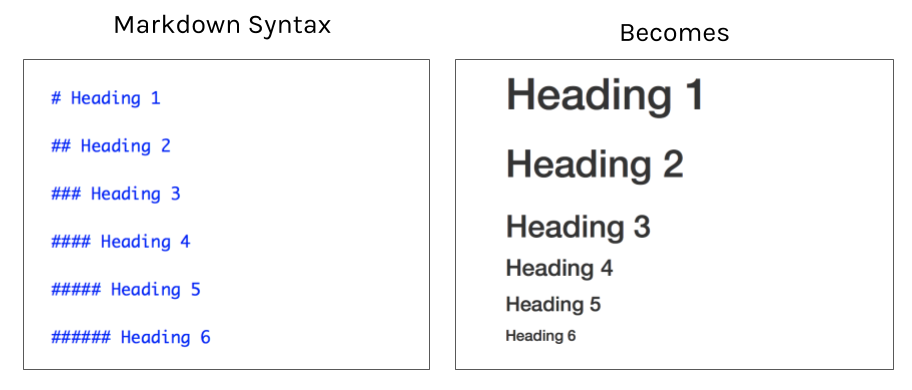 Markdown Syntax
# Heading 1
## Heading 2
### Heading 3
#### Heading 4
##### Heading 5
###### Heading 6
Becomes
Heading 1
Heading 2
Heading 3
Heading 4
Heading 5
Heading 6